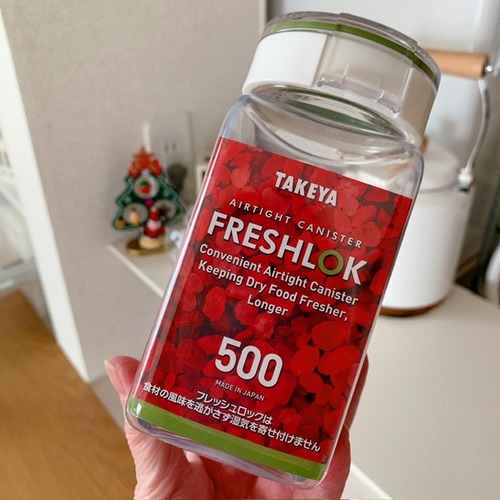 TAKEYA
AIRTIGHT CANISTER
FRESHLOK
Convenient Airtight Canister
Keeping Dry Food Fresher,
Longer
500
MADE IN JAPAN
フレッシュロックは
食材の風味を逃がさず湿気を寄せ付けません